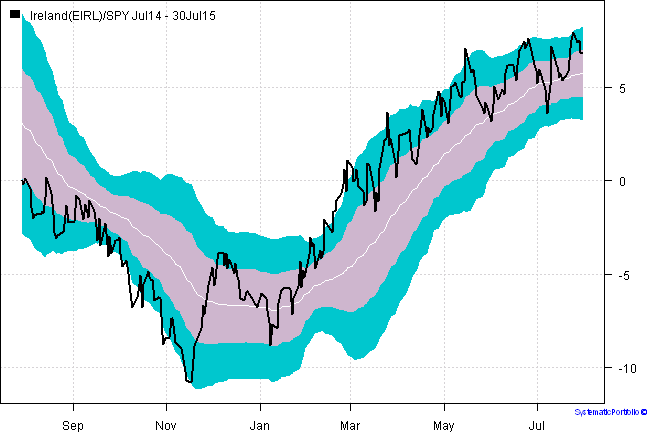 Ireland(EIRL)/SPY Jul14 - 30Jul15
5
0
-5
-10
SystematicPortfolio ©
Sep Nov Jan Mar May Jul